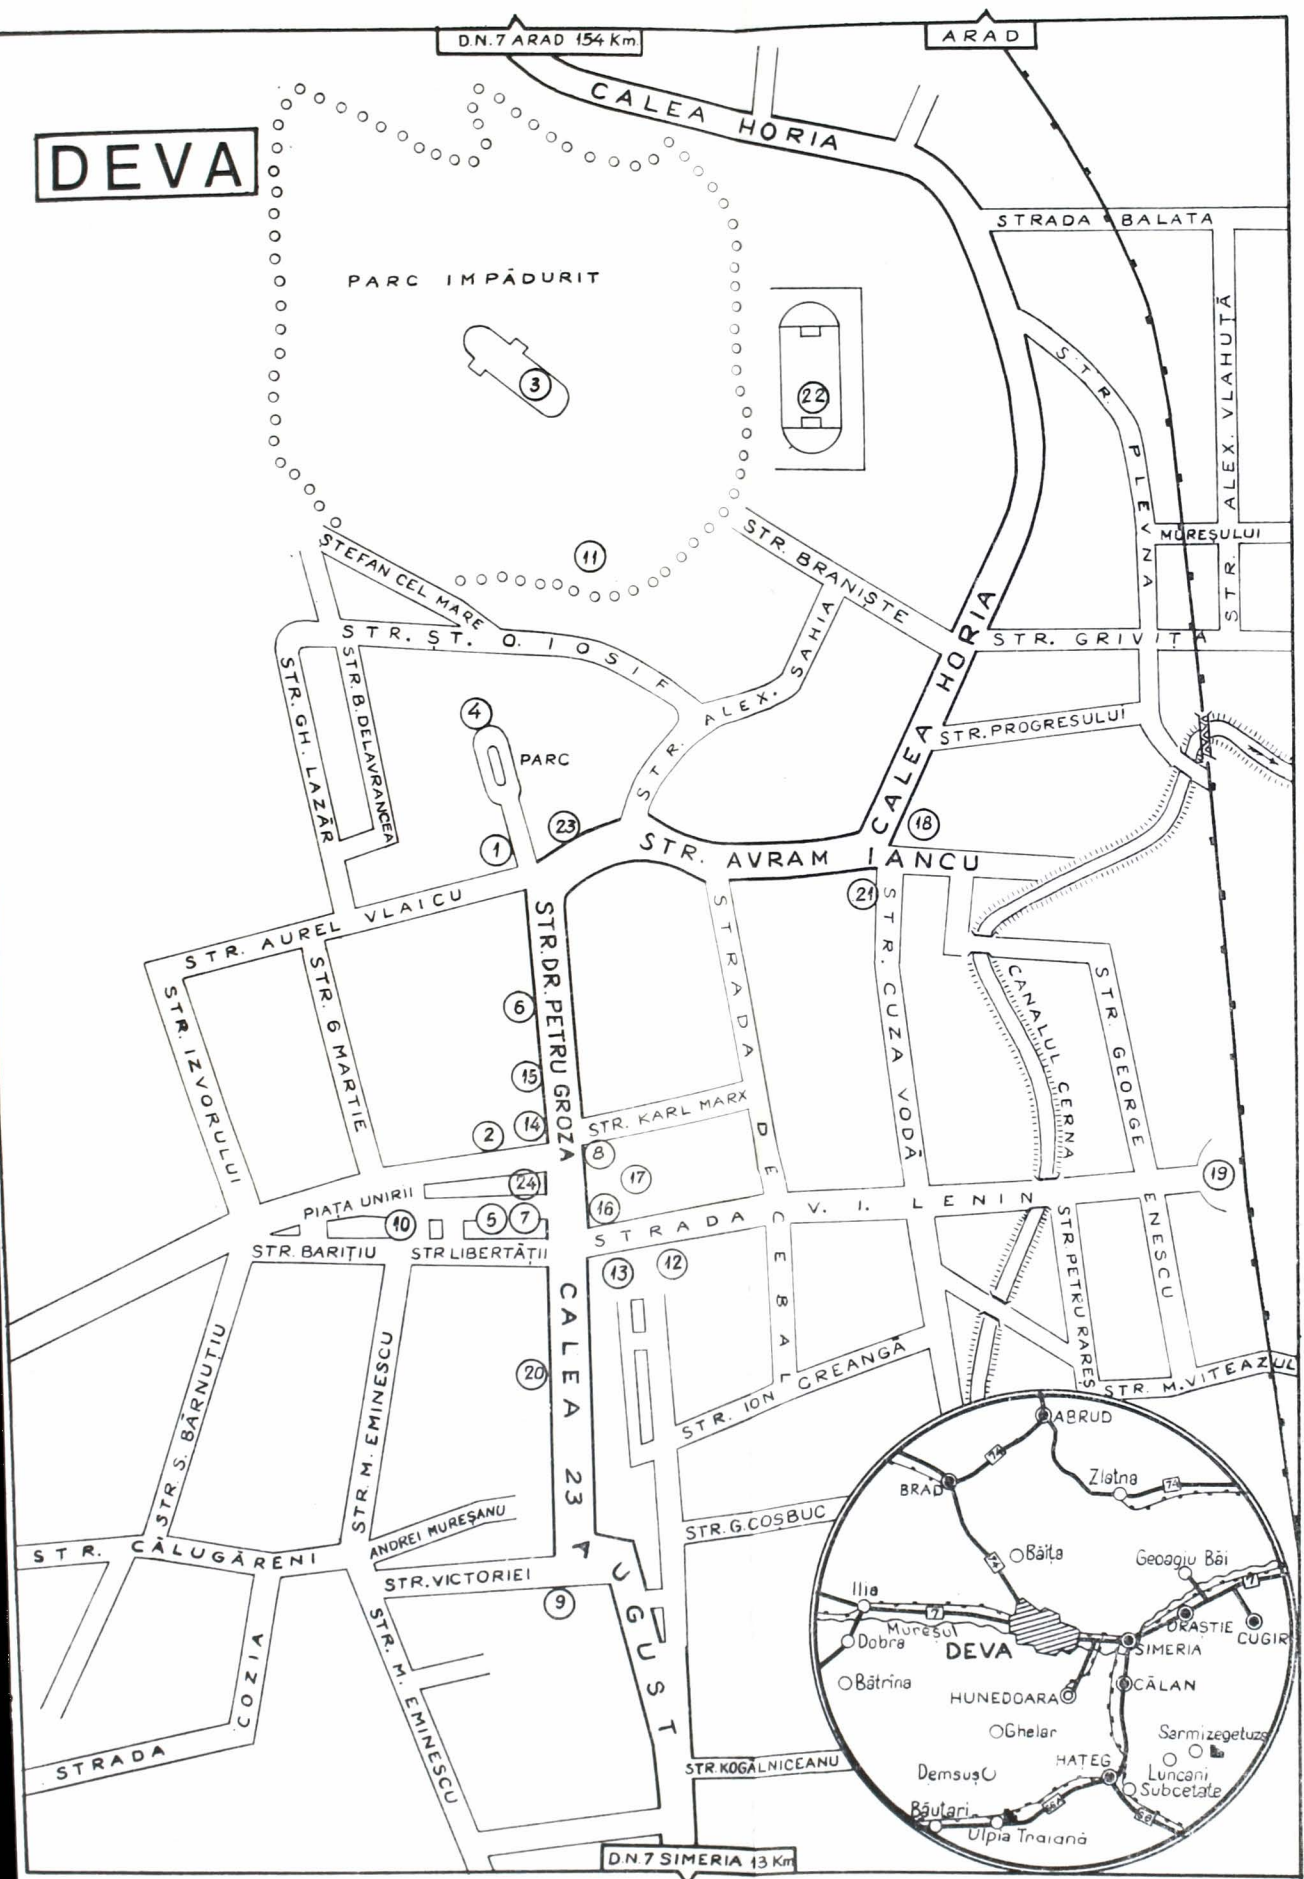 D.N.7 ARAD 154 Km.
ARAD
DEVA
CALEA HORIA
STRADA BALATA
PARC IMPĂDURIT
3
22
STR. ALEX. VLAHUȚĂ
STR. PLEVNA
MUREȘULUI
11
ȘTEFAN CEL MARE
STR. BRANIȘTE
STR. ȘT. O. IOSIF
STR. ALEX. SAHIA
CALEA HORIA
STR. GRIVIȚA
STR. GH. LAZĂR
STR. B. DELAVRANCEA
4
PARC
STR. PROGRESULUI
1
23
18
STR. AVRAM IANCU
21
STR. AUREL VLAICU
STR. IZVORULUI
STR. 6 MARTIE
STR. DR. PETRU GROZA
STRADA DECEBAL
STR. CUZA VODĂ
CANALUL CERNA
STR. GEORGE ENESCU
6
15
14
2
STR. KARL MARX
8
17
24
PIAȚA UNIRII
10
5
7
16
STRADA V. I. LENIN
19
STR. BARIȚIU
STR LIBERTĂȚII
13
12
STR. PETRU RAREȘ
CALEA 23 AUGUST
20
STR. S. BĂRNUȚIU
STR. M. EMINESCU
STR. ION CREANGĂ
STR. M. VITEAZUL
STR. G. COȘBUC
ANDREI MUREȘANU
STR. CĂLUGĂRENI
STR. VICTORIEI
9
STRADA COZIA
STR. M. EMINESCU
STR. KOGĂLNICEANU
D.N.7 SIMERIA 13 Km
ABRUD
74
BRAD
Zlatna
74
Băița
74
Geoagiu Băi
Ilia
7
7
Mureșul
Dobra
DEVA
ORĂȘTIE
CUGIR
SIMERIA
Bătrîna
HUNEDOARA
CĂLAN
Ghelar
Sarmizegetuza
HAȚEG
Luncani
Demsuș
Subcetate
Băuțari
Ulpia Traiană